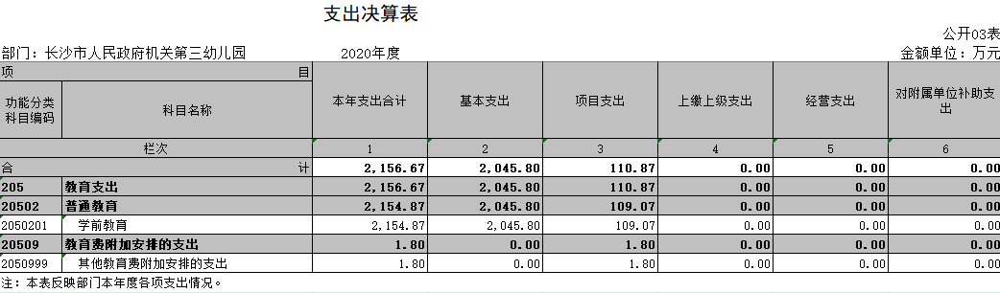 支出决算表
公开03表
部门：长沙市人民政府机关第三幼儿园 2020年度 金额单位：万元
项 目
功能分类科目编码 科目名称 本年支出合计 基本支出 项目支出 上缴上级支出 经营支出 对附属单位补助支出
栏次 1 2 3 4 5 6
合 计 2,156.67 2,045.80 110.87 0.00 0.00 0.00
205 教育支出 2,156.67 2,045.80 110.87 0.00 0.00 0.00
20502 普通教育 2,154.87 2,045.80 109.07 0.00 0.00 0.00
2050201 学前教育 2,154.87 2,045.80 109.07 0.00 0.00 0.00
20509 教育费附加安排的支出 1.80 0.00 1.80 0.00 0.00 0.00
2050999 其他教育费附加安排的支出 1.80 0.00 1.80 0.00 0.00 0.00
注：本表反映部门本年度各项支出情况。